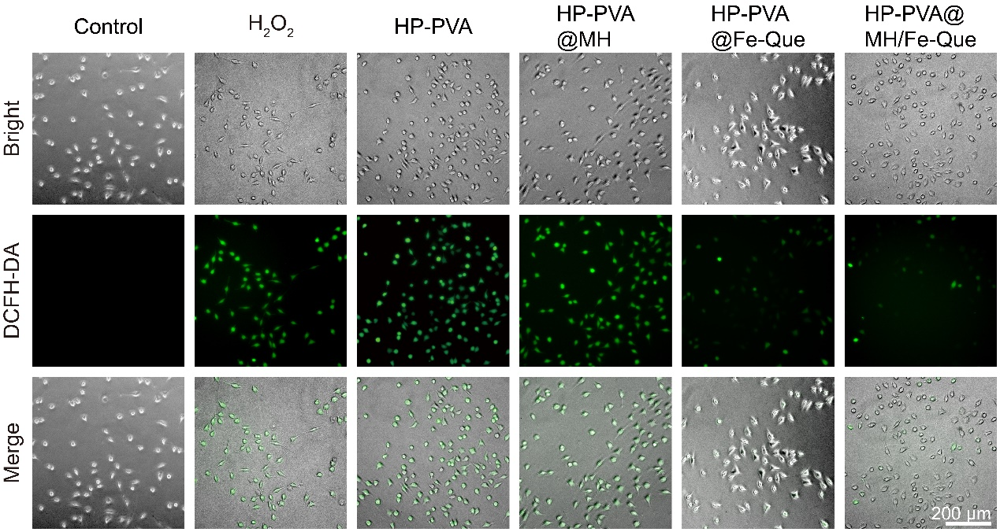 Control
H₂O₂
HP-PVA
HP-PVA
@MH
HP-PVA
@Fe-Que
HP-PVA@
MH/Fe-Que
Bright
DCFH-DA
Merge
200 μm